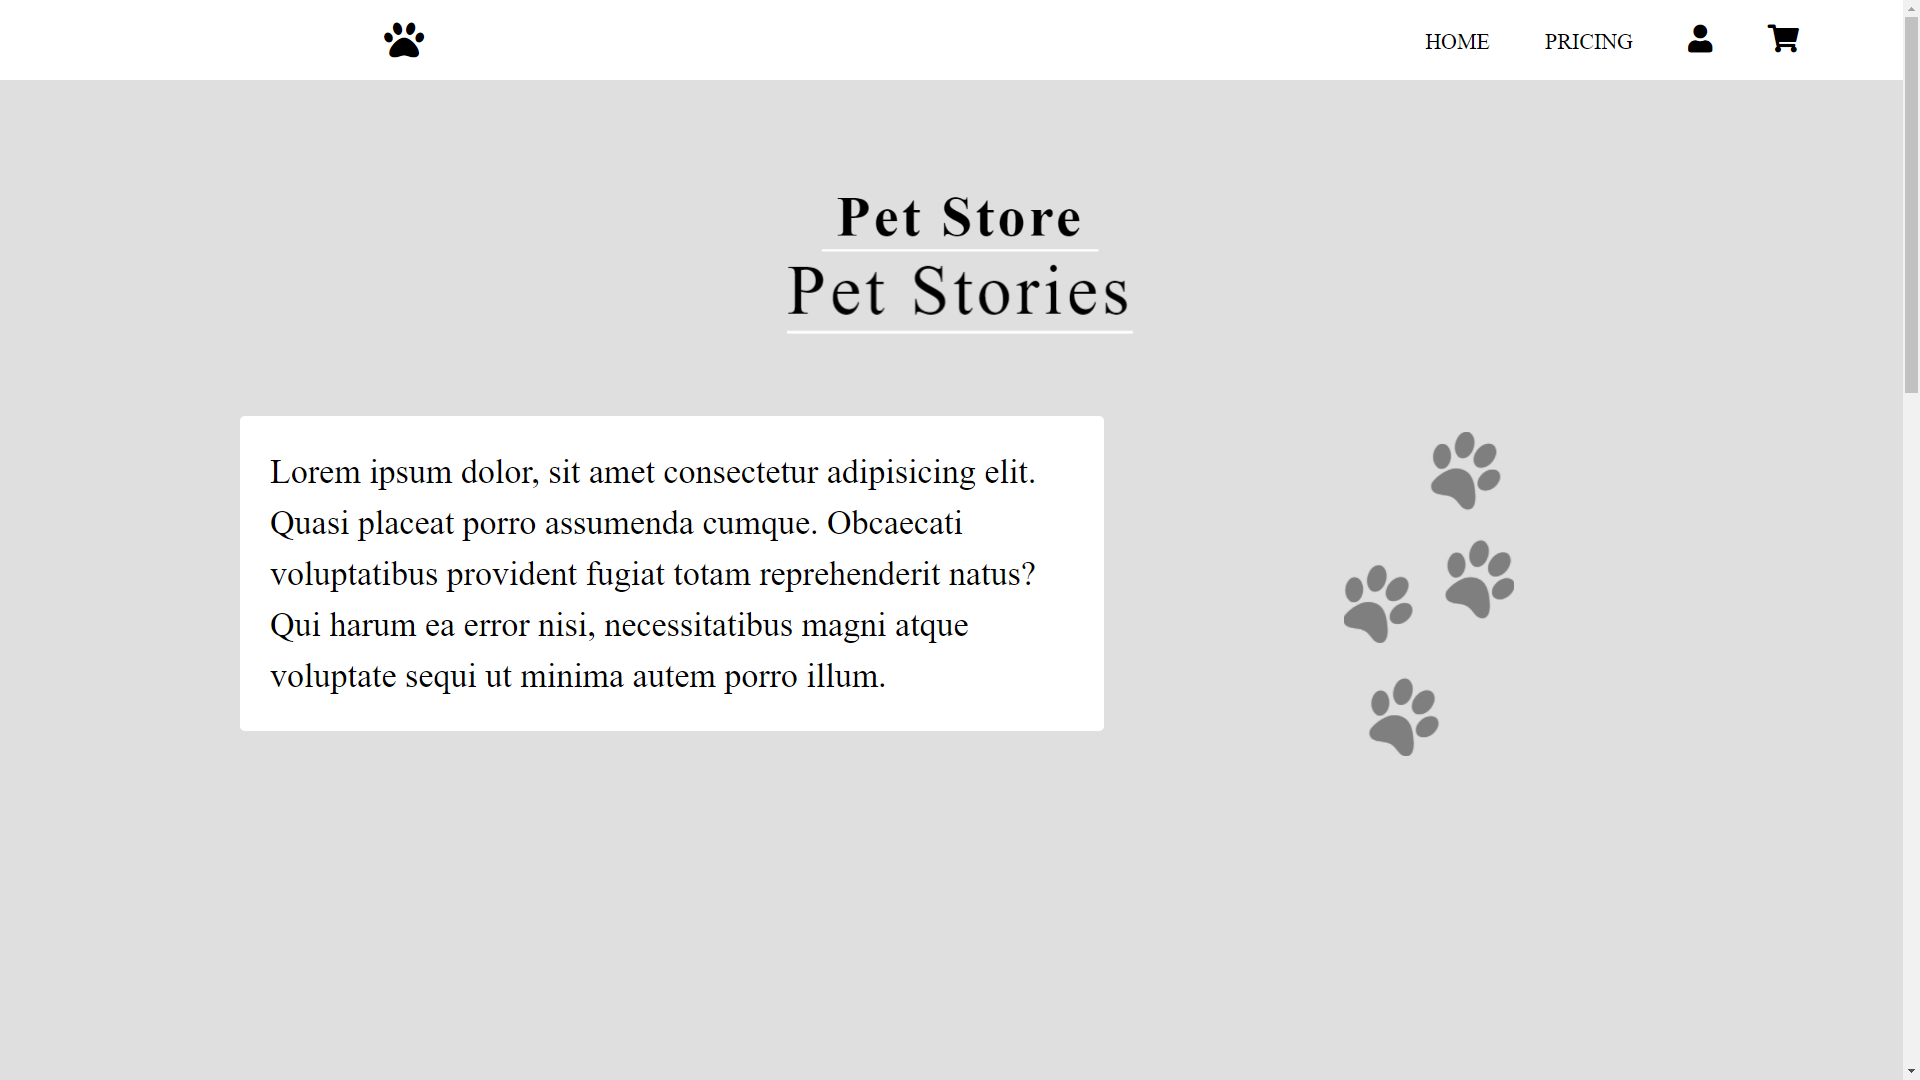 HOME
PRICING
Pet Store
Pet Stories
Lorem ipsum dolor, sit amet consectetur adipisicing elit.
Quasi placeat porro assumenda cumque. Obcaecati
voluptatibus provident fugiat totam reprehenderit natus?
Qui harum ea error nisi, necessitatibus magni atque
voluptate sequi ut minima autem porro illum.